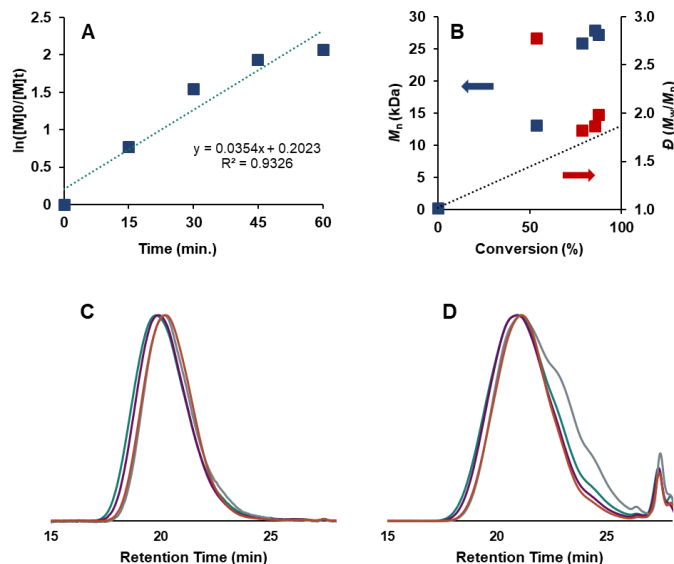 A
ln([M]0/[M]t)
2.5
2
1.5
1
0.5
0
y = 0.0354x + 0.2023
R² = 0.9326
0 15 30 45 60
Time (min.)
B
Mn (kDa)
30
25
20
15
10
5
0
3.0
2.5
2.0
1.5
1.0
Đ (Mw/Mn)
0 50 100
Conversion (%)
C
15 20 25
Retention Time (min)
D
15 20 25
Retention Time (min)